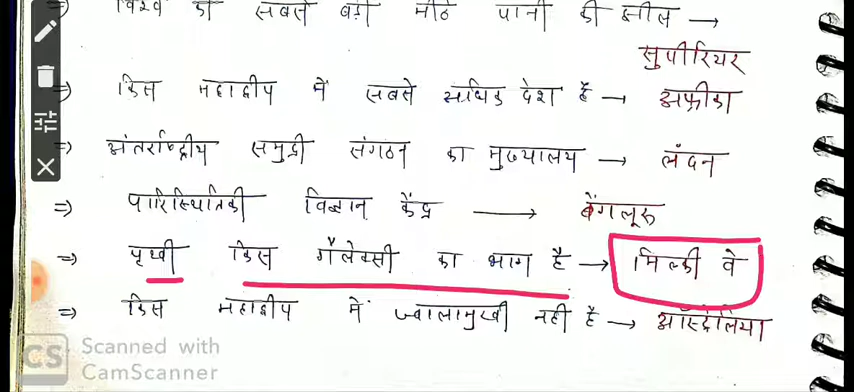 => विश्व की सबसे बड़ी मीठे पानी की झील → सुपीरियर
=> किस महाद्वीप में सबसे अधिक देश है → अफ्रीका
=> अंतर्राष्ट्रीय समुद्री संगठन का मुख्यालय → लंदन
=> पारिस्थितिकी विज्ञान केंद्र → बेंगलूरू
=> पृथ्वी किस गैलेक्सी का भाग है → मिल्की वे
=> किस महाद्वीप में ज्वालामुखी नहीं है → ऑस्ट्रेलिया
CS Scanned with
CamScanner